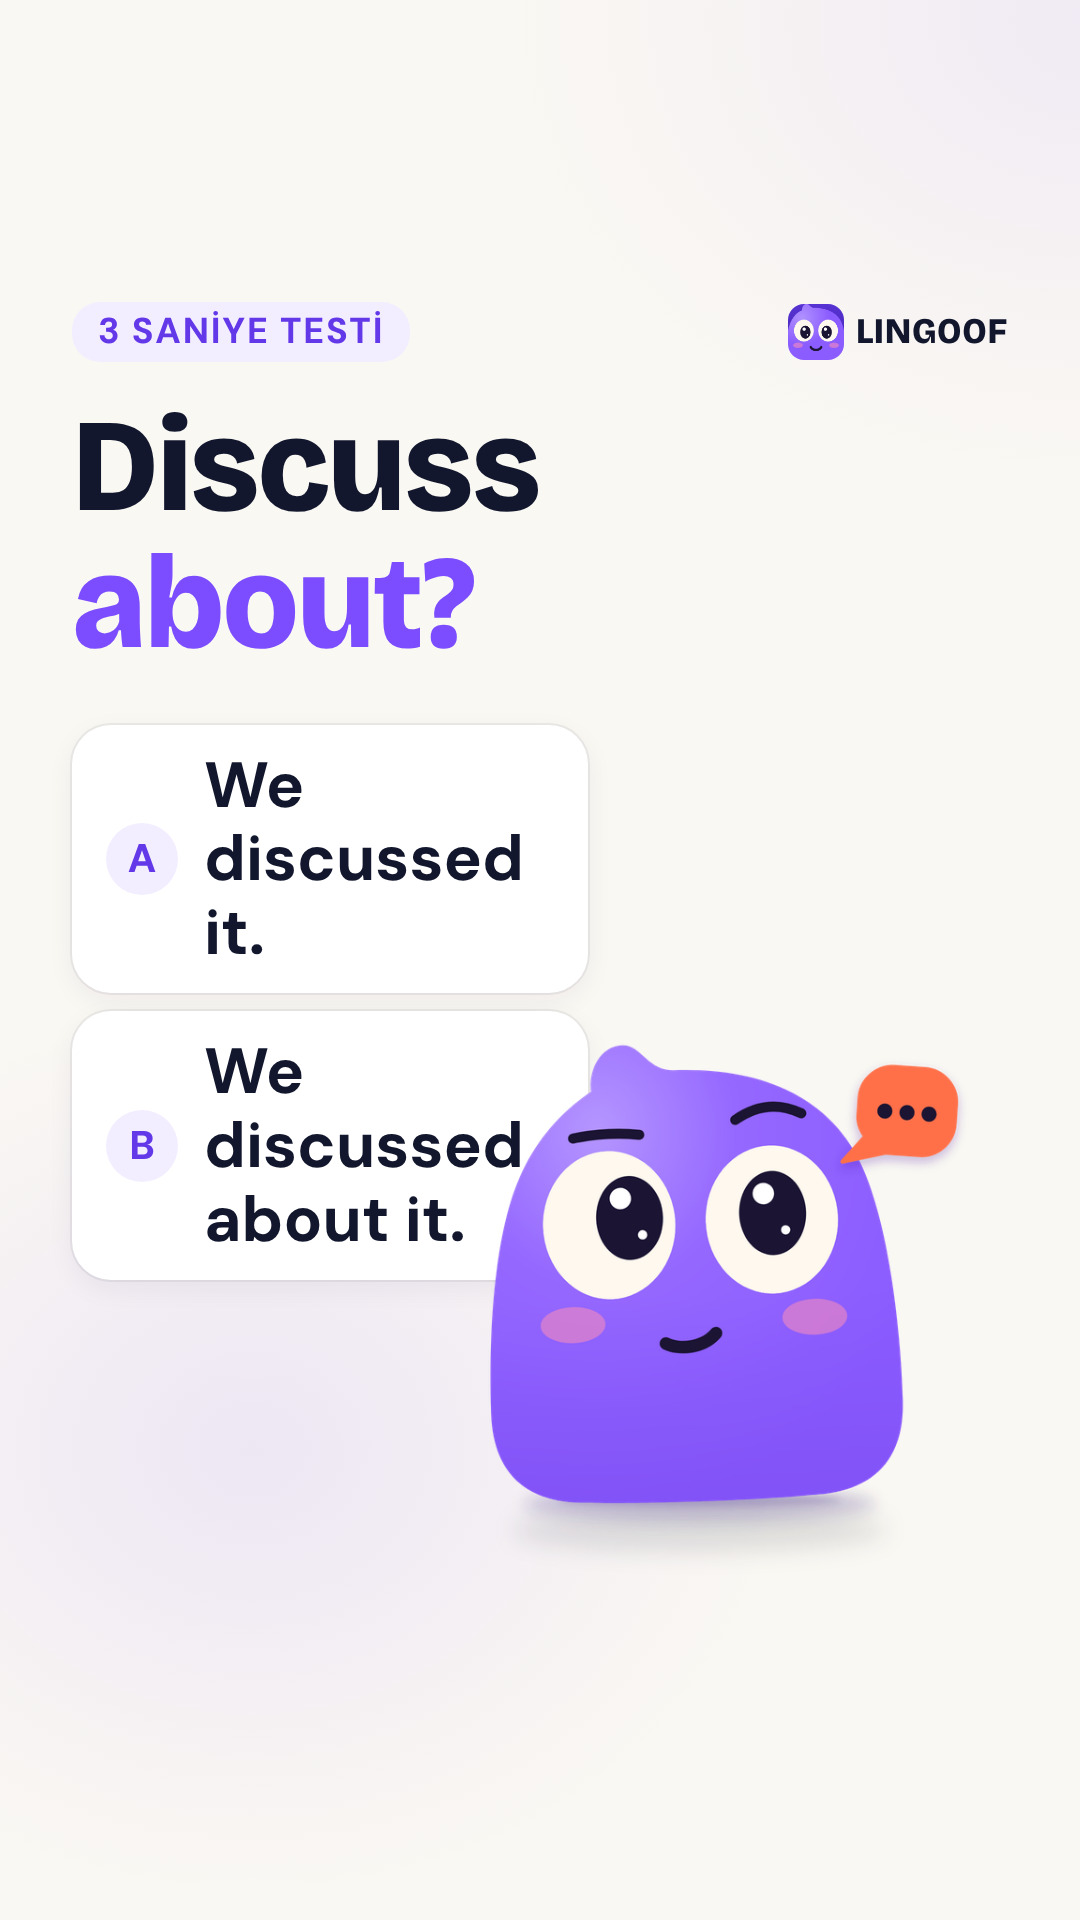 3 SANİYE TESTİ
LINGOOF
Discuss
about?
A
We
discussed
it.
B
We
discussed
about it.